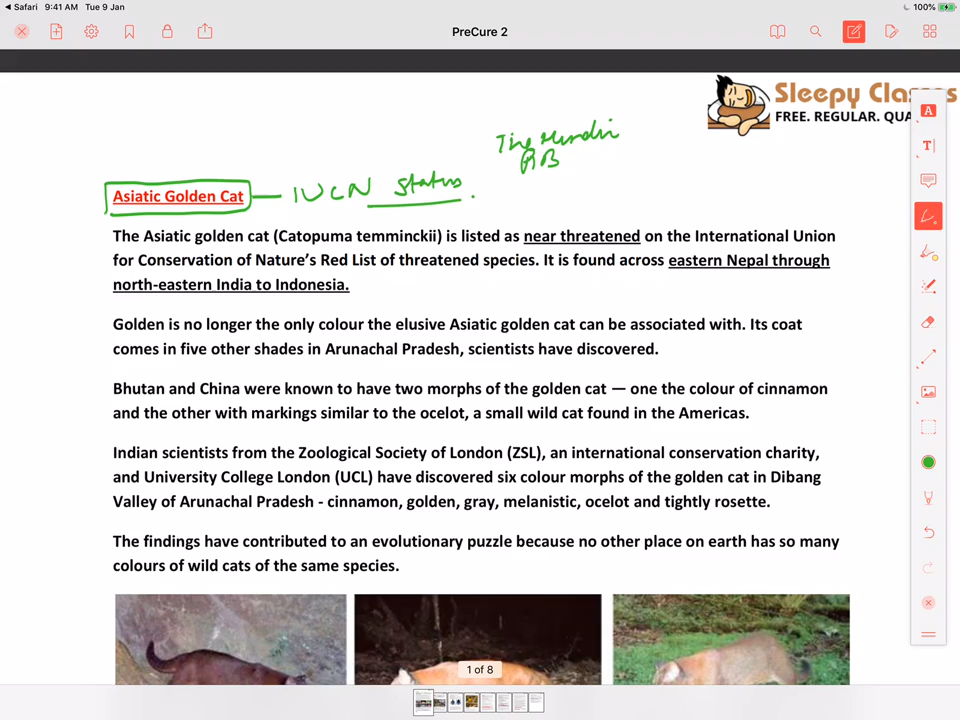 Safari 9:41 AM Tue 9 Jan 100%
PreCure 2
Sleepy Classes
FREE. REGULAR. QUA
A
T
The Hindu
Asiatic Golden Cat — IUCN Status.
The Asiatic golden cat (Catopuma temminckii) is listed as near threatened on the International Union
for Conservation of Nature's Red List of threatened species. It is found across eastern Nepal through
north-eastern India to Indonesia.
Golden is no longer the only colour the elusive Asiatic golden cat can be associated with. Its coat
comes in five other shades in Arunachal Pradesh, scientists have discovered.
Bhutan and China were known to have two morphs of the golden cat — one the colour of cinnamon
and the other with markings similar to the ocelot, a small wild cat found in the Americas.
Indian scientists from the Zoological Society of London (ZSL), an international conservation charity,
and University College London (UCL) have discovered six colour morphs of the golden cat in Dibang
Valley of Arunachal Pradesh - cinnamon, golden, gray, melanistic, ocelot and tightly rosette.
The findings have contributed to an evolutionary puzzle because no other place on earth has so many
colours of wild cats of the same species.
1 of 8